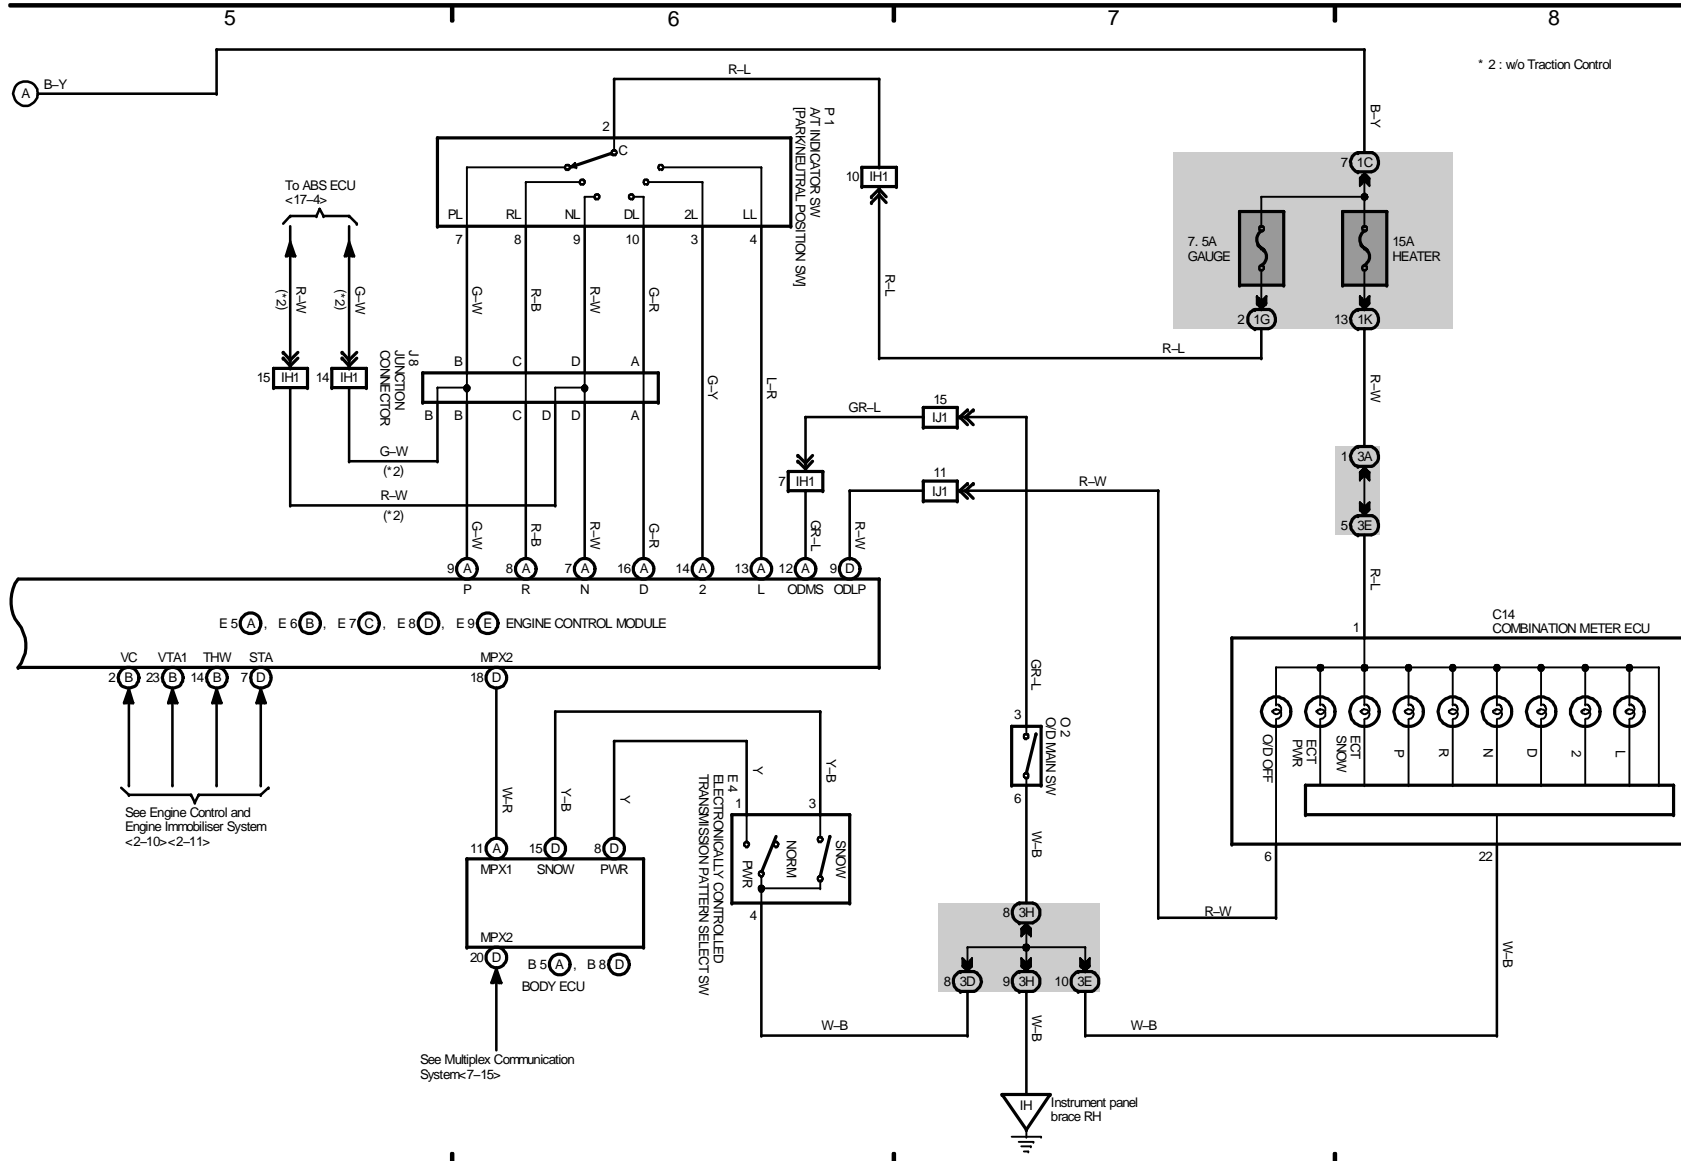 5 6 7 8
A B–Y
R–L
* 2 : w/o Traction Control
B–Y
P 1
A/T INDICATOR SW
[PARK/NEUTRAL POSITION SW]
2
C
PL RL NL DL 2L LL
7 8 9 10 3 4
10 IH1
R–L
7 1C
7. 5A
GAUGE
15A
HEATER
2 1G
13 1K
R–L
To ABS ECU
<17–4>
R–W
(*2)
G–W
(*2)
15 IH1
14 IH1
J 8
JUNCTION
CONNECTOR
G–W R–B R–W G–R
B C D A
B B C D D A
G–Y
L–R
G–W
(*2)
R–W
(*2)
GR–L
15
IJ1
7 IH1
11
IJ1
R–W
R–W
1 3A
5 3E
R–L
G–W R–B R–W G–R GR–L R–W
9 A 8 A 7 A 16 A 14 A 13 A 12 A 9 D
P R N D 2 L ODMS ODLP
E 5 A , E 6 B , E 7 C , E 8 D , E 9 E ENGINE CONTROL MODULE
VC VTA1 THW STA MPX2
2 B 23 B 14 B 7 D 18 D
See Engine Control and
Engine Immobiliser System
<2–10><2–11>
W–R
Y–B
Y
Y
Y–B
11 A 15 D 8 D
MPX1 SNOW PWR
MPX2
20 D
B 5 A , B 8 D
BODY ECU
See Multiplex Communication
System<7–15>
E 4
ELECTRONICALLY CONTROLLED
TRANSMISSION PATTERN SELECT SW
1 3
PWR
NORM
SNOW
4
W–B
GR–L
3
O 2
O/D MAIN SW
6
W–B
8 3H
8 3D 9 3H 10 3E
W–B
W–B
IH
Instrument panel
brace RH
C14
COMBINATION METER ECU
1
O/D OFF
ECT
PWR
ECT
SNOW
P
R
N
D
2
L
6
22
R–W
W–B